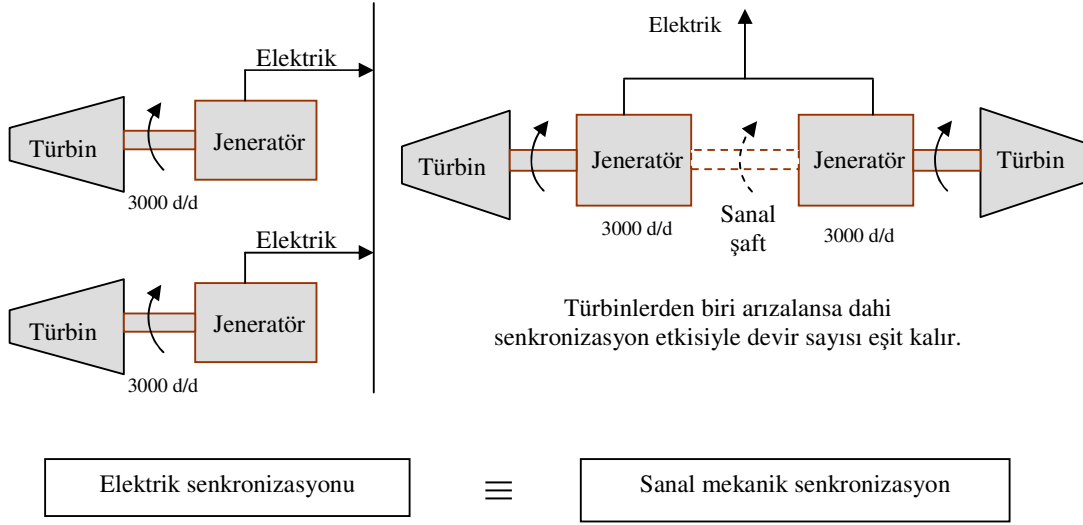 Elektrik
Türbin
Jeneratör
3000 d/d
Elektrik
Türbin
Jeneratör
3000 d/d
Elektrik
Türbin
Jeneratör
Jeneratör
Türbin
3000 d/d
Sanal
şaft
3000 d/d
Türbinlerden biri arızalansa dahi
senkronizasyon etkisiyle devir sayısı eşit kalır.
Elektrik senkronizasyonu
≡
Sanal mekanik senkronizasyon